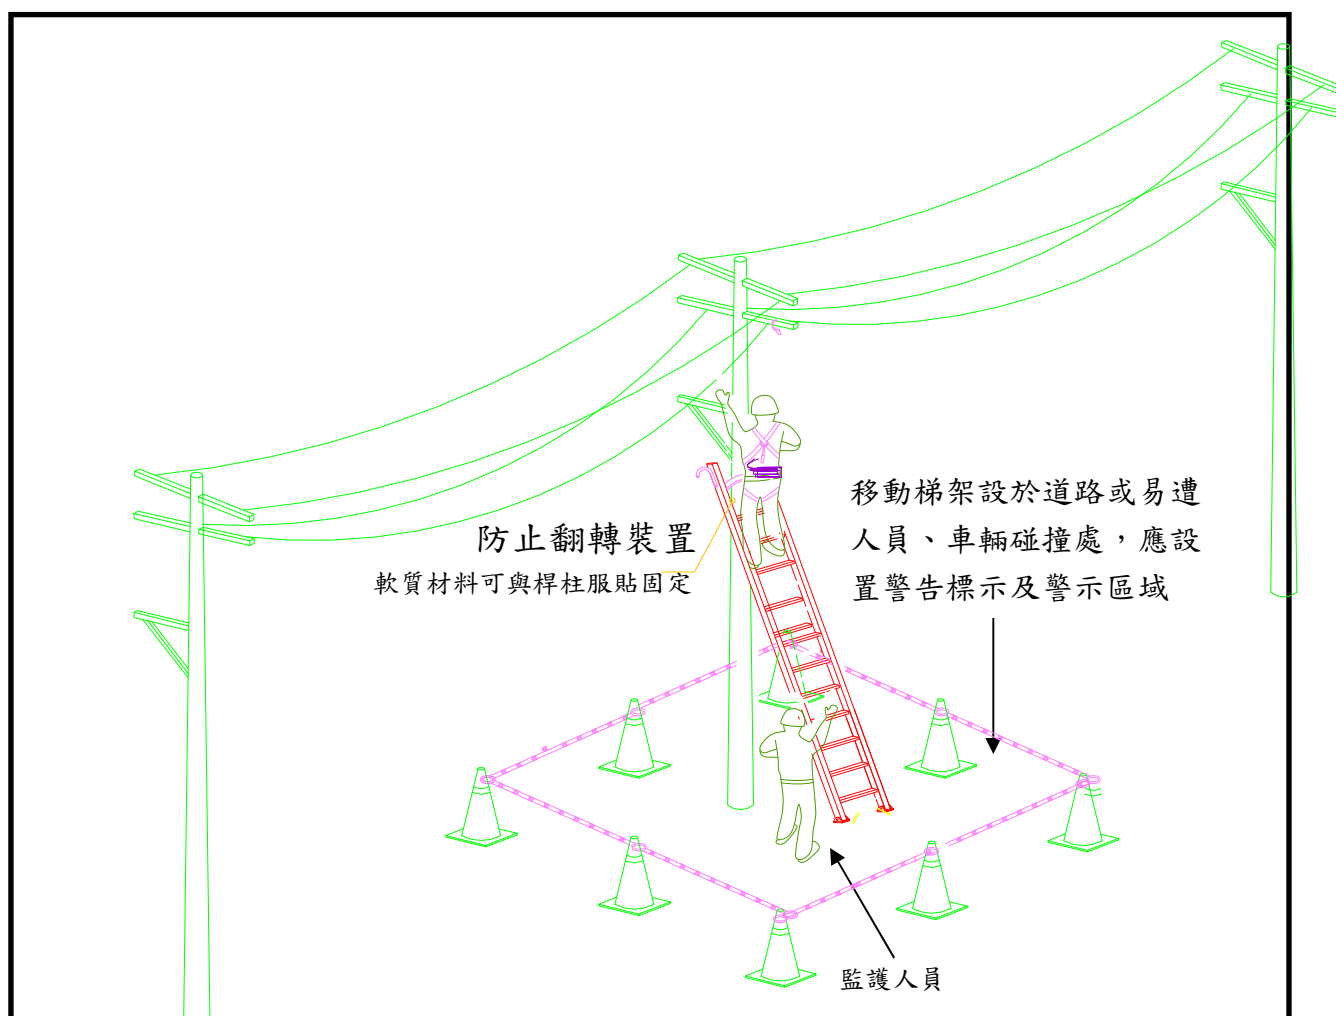 移動梯架設於道路或易遭
人員、車輛碰撞處，應設
置警告標示及警示區域
防止翻轉裝置
軟質材料可與桿柱服貼固定
監護人員